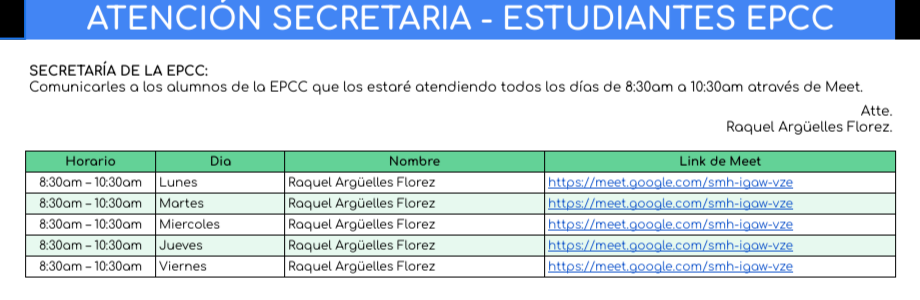 ATENCIÓN SECRETARIA - ESTUDIANTES EPCC
SECRETARÍA DE LA EPCC:
Comunicarles a los alumnos de la EPCC que los estaré atendiendo todos los días de 8:30am a 10:30am através de Meet.
Atte.
Raquel Argüelles Florez.
Horario Dia Nombre Link de Meet
8:30am – 10:30am Lunes Raquel Argüelles Florez https://meet.google.com/smh-igaw-vze
8:30am – 10:30am Martes Raquel Argüelles Florez https://meet.google.com/smh-igaw-vze
8:30am – 10:30am Miercoles Raquel Argüelles Florez https://meet.google.com/smh-igaw-vze
8:30am – 10:30am Jueves Raquel Argüelles Florez https://meet.google.com/smh-igaw-vze
8:30am – 10:30am Viernes Raquel Argüelles Florez https://meet.google.com/smh-igaw-vze